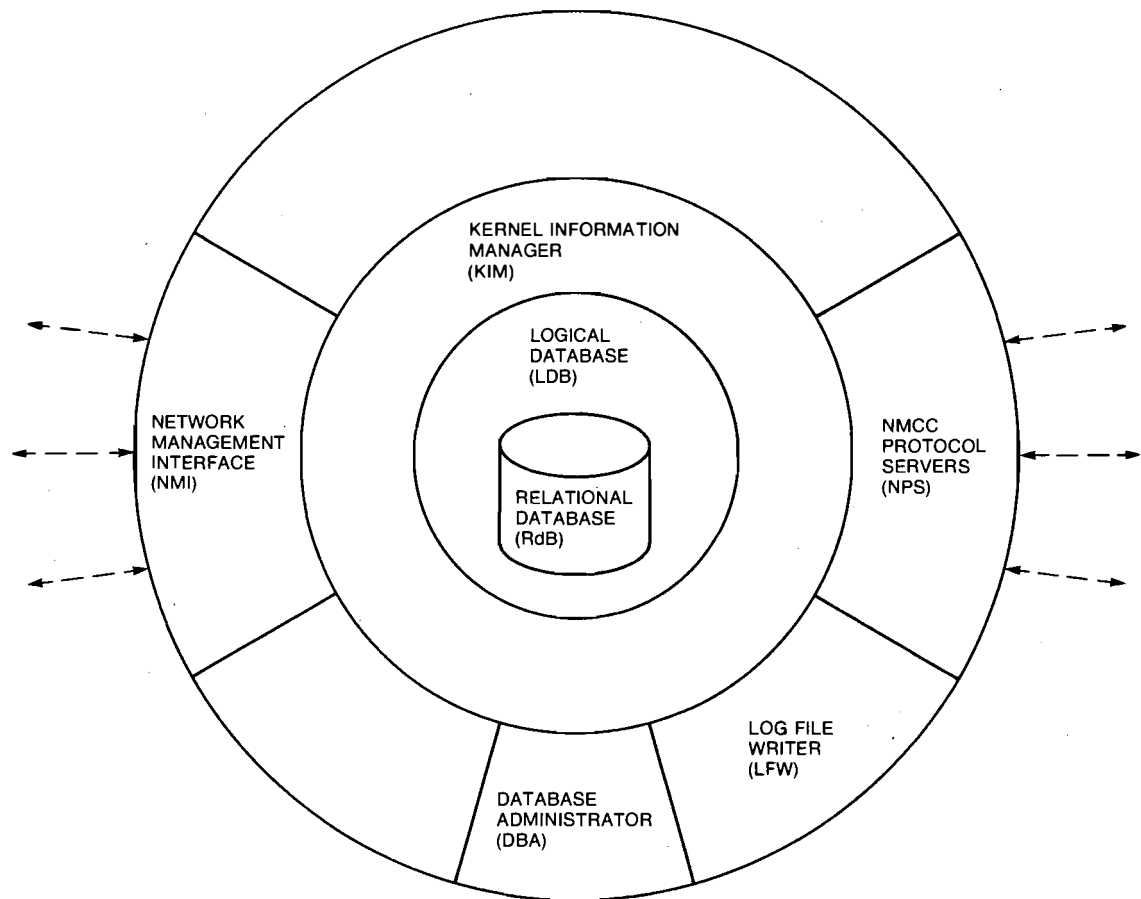 KERNEL INFORMATION
MANAGER
(KIM)
LOGICAL
DATABASE
(LDB)
NETWORK
MANAGEMENT
INTERFACE
(NMI)
NMCC
PROTOCOL
SERVERS
(NPS)
RELATIONAL
DATABASE
(RdB)
LOG FILE
WRITER
(LFW)
DATABASE
ADMINISTRATOR
(DBA)